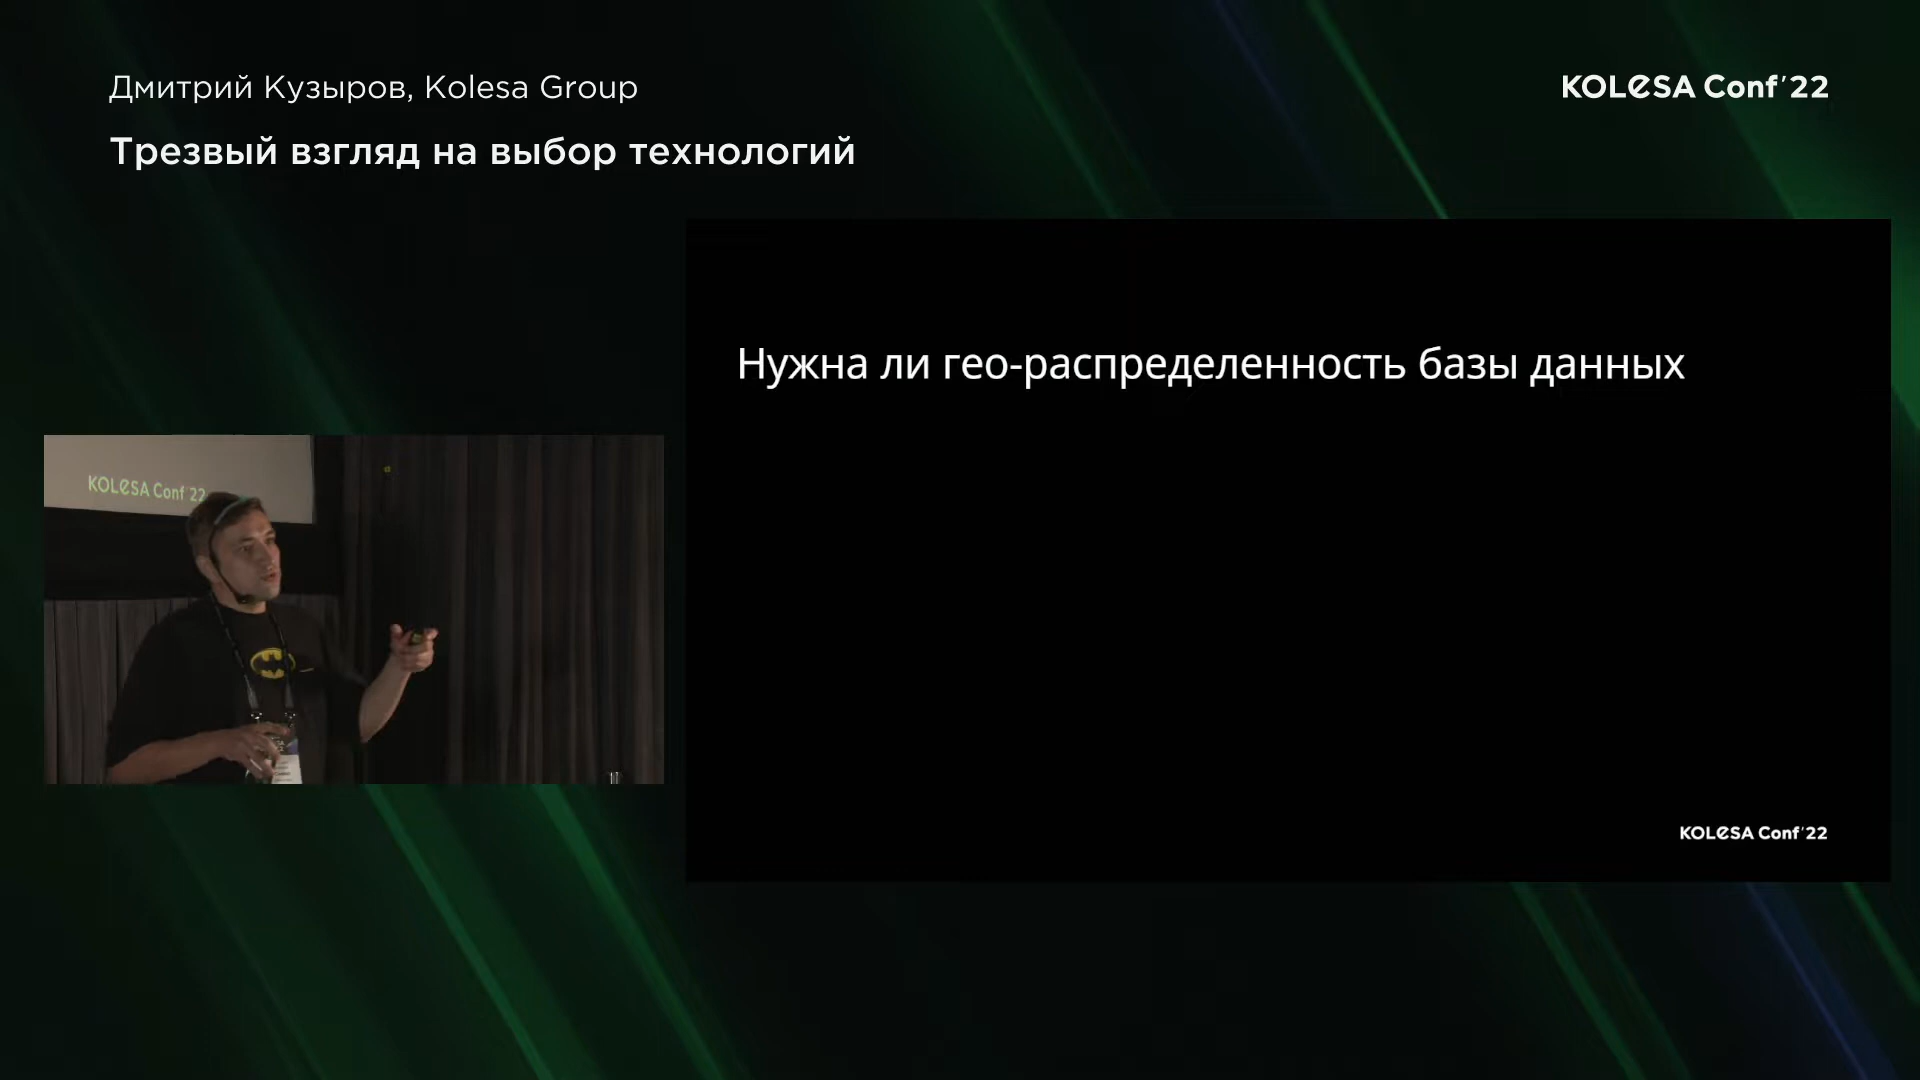 Дмитрий Кузыров, Kolesa Group
KOLESA Conf'22
Трезвый взгляд на выбор технологий
Нужна ли гео-распределенность базы данных
KOLESA Conf'22
KOLESA Conf'22